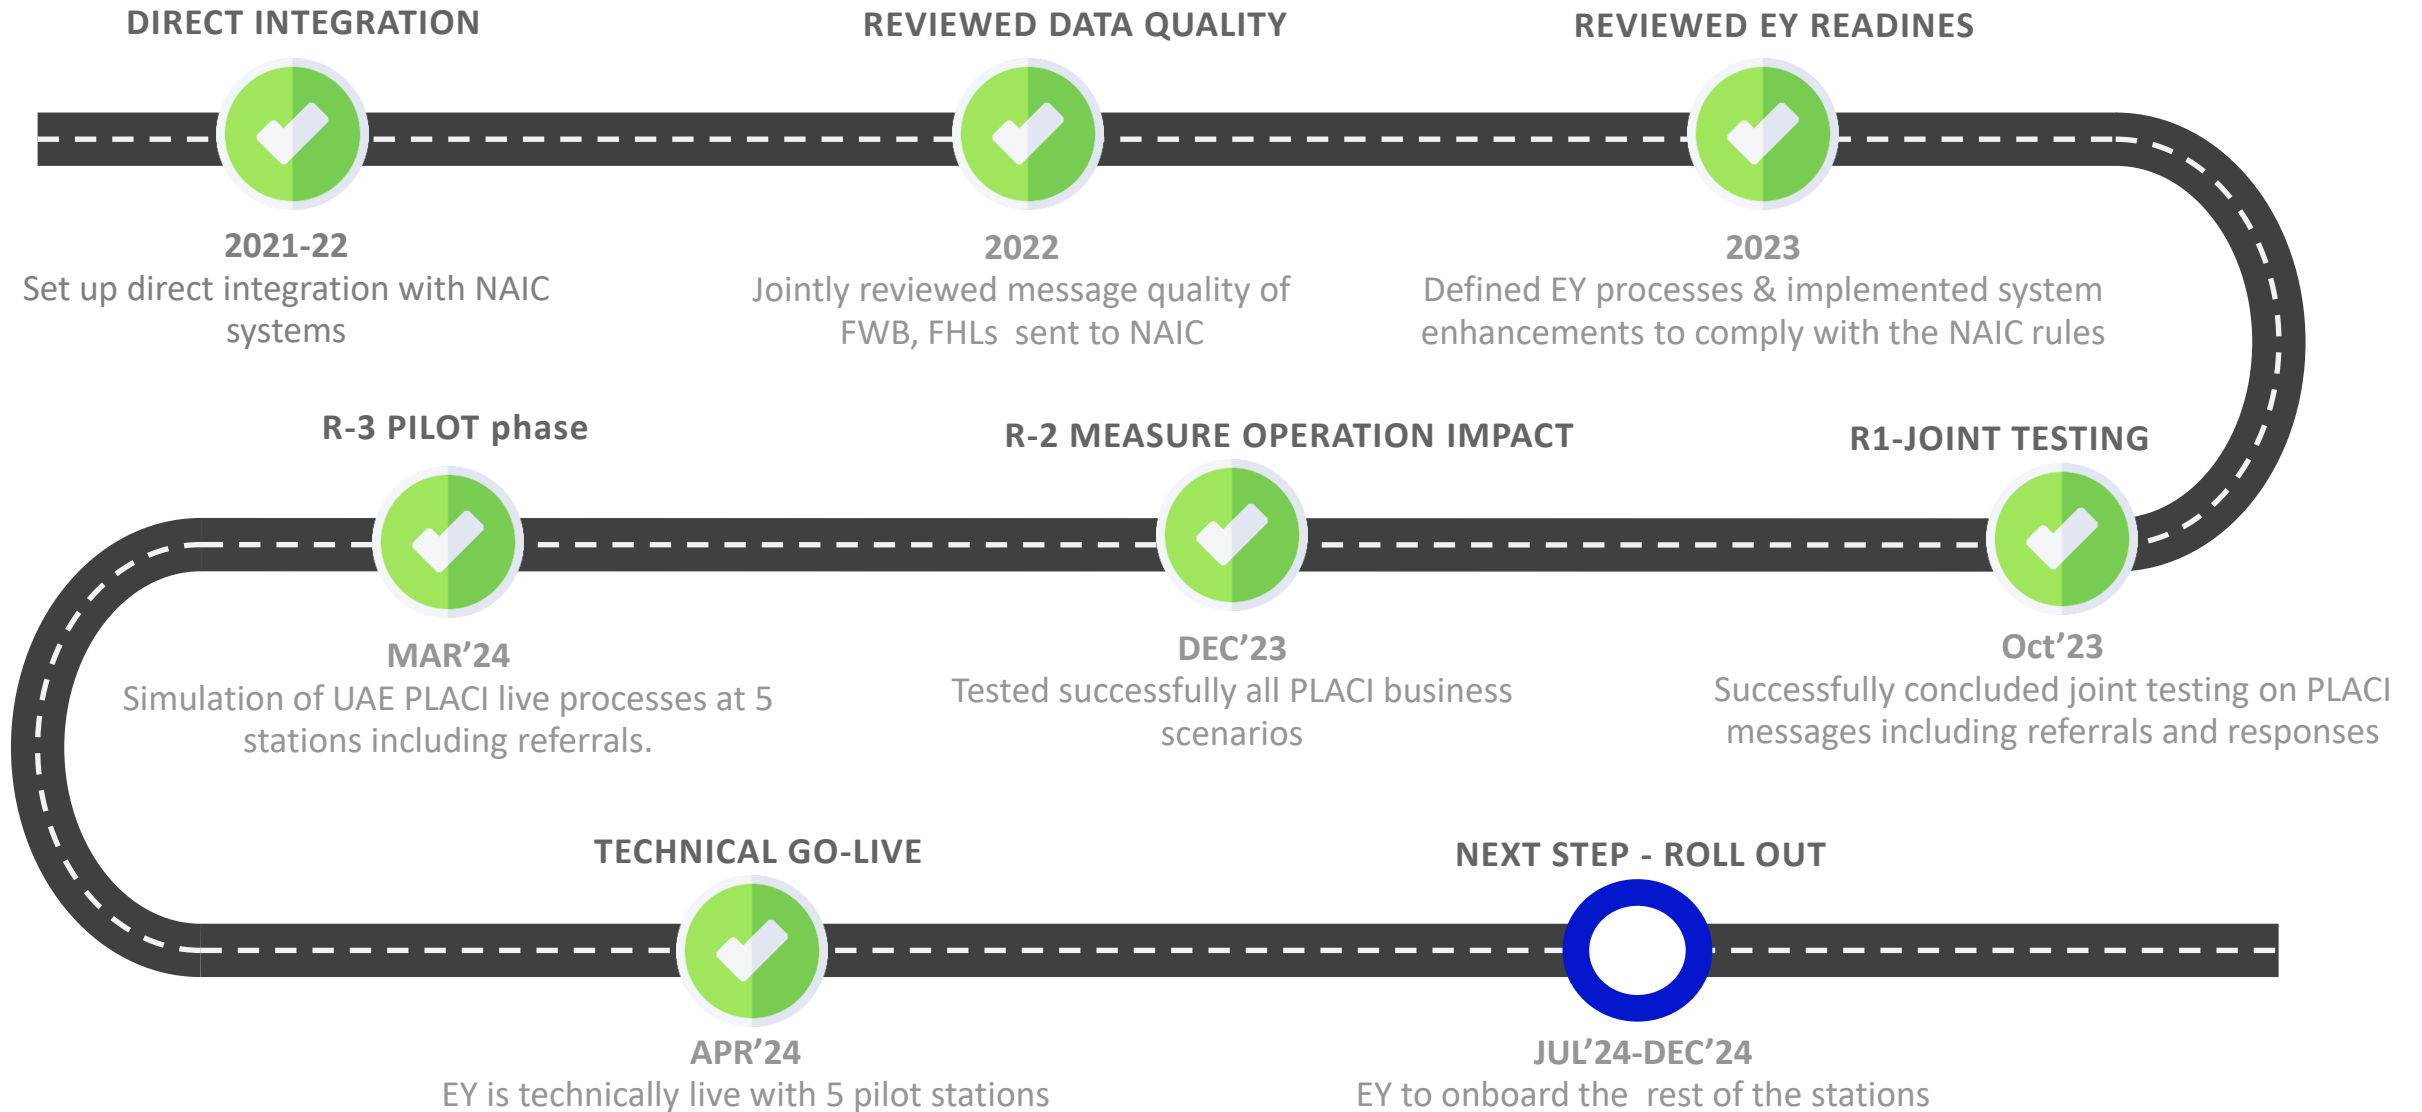 DIRECT INTEGRATION
2021-22
Set up direct integration with NAIC
systems
REVIEWED DATA QUALITY
2022
Jointly reviewed message quality of
FWB, FHLs  sent to NAIC
REVIEWED EY READINES
2023
Defined EY processes & implemented system
enhancements to comply with the NAIC rules
R1-JOINT TESTING
Oct’23
Successfully concluded joint testing on PLACI
messages including referrals and responses
R-2 MEASURE OPERATION IMPACT
DEC’23
Tested successfully all PLACI business
scenarios
R-3 PILOT phase
MAR’24
Simulation of UAE PLACI live processes at 5
stations including referrals.
TECHNICAL GO-LIVE
APR’24
EY is technically live with 5 pilot stations
NEXT STEP - ROLL OUT
JUL’24-DEC’24
EY to onboard the  rest of the stations